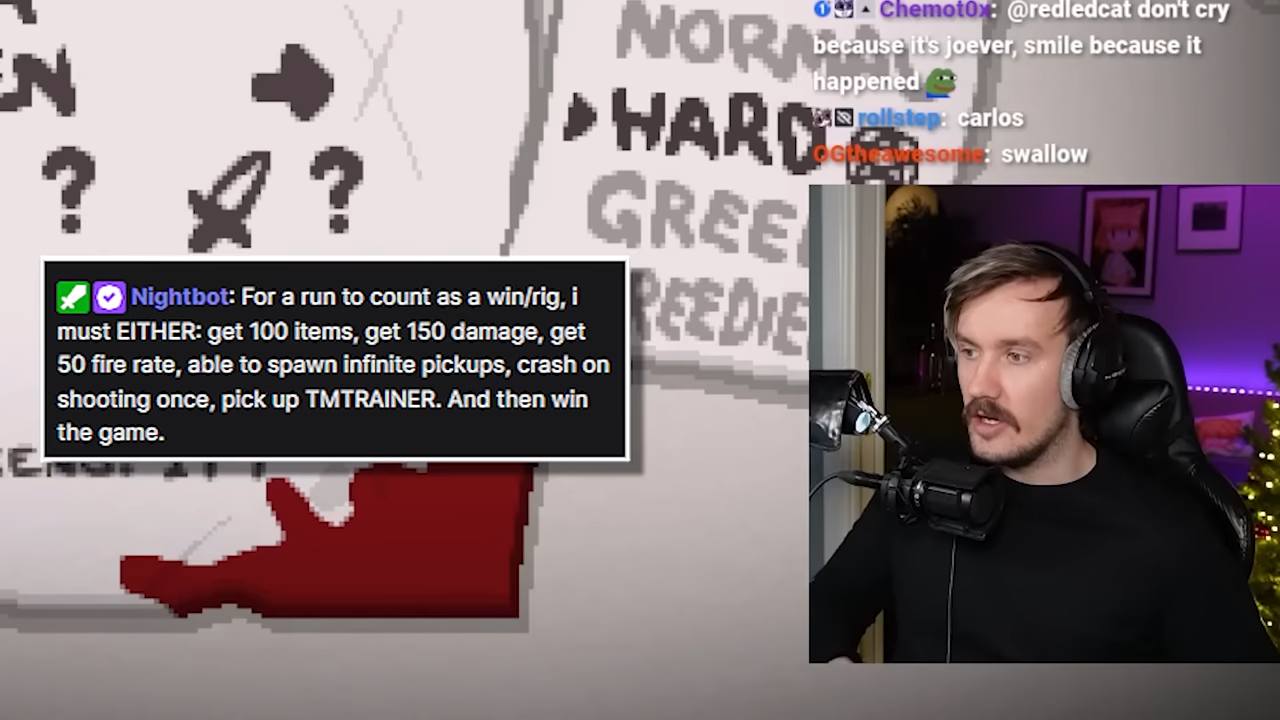 NORMAL
HARD
GREE
REEDIE
EN
?
?
Chemot0x: @redledcat don't cry
because it's joever, smile because it
happened
rollstep: carlos
OGtheawesome: swallow
Nightbot: For a run to count as a win/rig, i
must EITHER: get 100 items, get 150 damage, get
50 fire rate, able to spawn infinite pickups, crash on
shooting once, pick up TMTRAINER. And then win
the game.